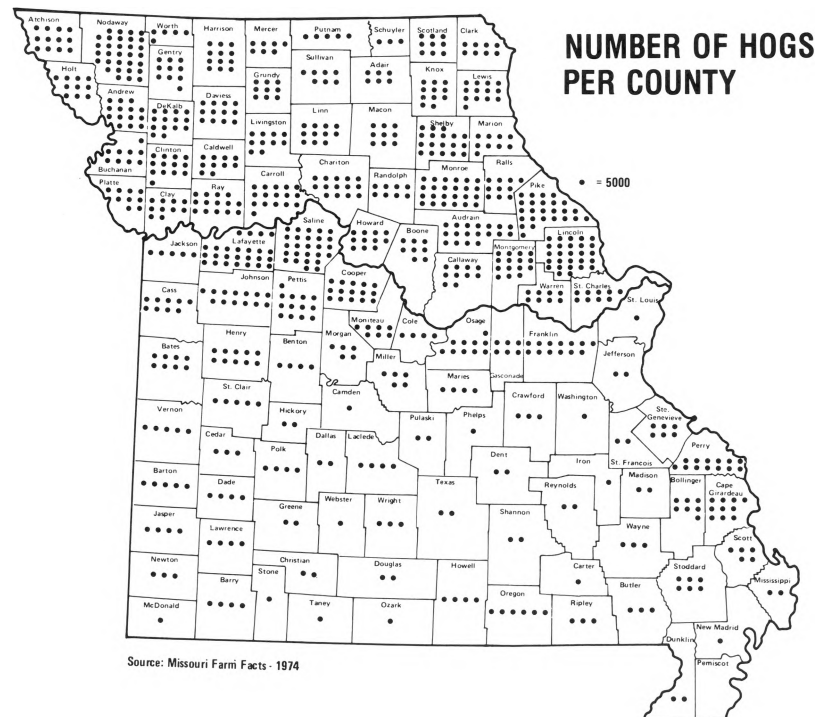 NUMBER OF HOGS
PER COUNTY
• = 5000
Atchison
Nodaway
Worth
Harrison
Mercer
Putnam
Schuyler
Scotland
Clark
Gentry
Sullivan
Adair
Knox
Lewis
Holt
Andrew
DeKalb
Daviess
Grundy
Linn
Macon
Shelby
Marion
Livingston
Buchanan
Clinton
Caldwell
Chariton
Randolph
Monroe
Ralls
Platte
Clay
Ray
Carroll
Pike
Saline
Howard
Boone
Audrain
Lincoln
Jackson
Lafayette
Montgomery
Callaway
Cass
Johnson
Pettis
Cooper
Warren
St. Charles
St. Louis
Moniteau
Cole
Osage
Franklin
Bates
Henry
Benton
Morgan
Miller
Gasconade
Jefferson
Maries
St. Clair
Camden
Crawford
Washington
Vernon
Hickory
Pulaski
Phelps
Ste.
Genevieve
Cedar
Polk
Dallas
Laclede
Perry
Barton
Dade
Dent
Iron
St. Francois
Texas
Reynolds
Madison
Bollinger
Cape
Girardeau
Jasper
Greene
Webster
Wright
Shannon
Lawrence
Wayne
Scott
Newton
Christian
Douglas
Howell
Carter
Stoddard
Mississippi
Barry
Stone
Butler
McDonald
Taney
Ozark
Oregon
Ripley
New Madrid
Dunklin
Pemiscot
Source: Missouri Farm Facts - 1974